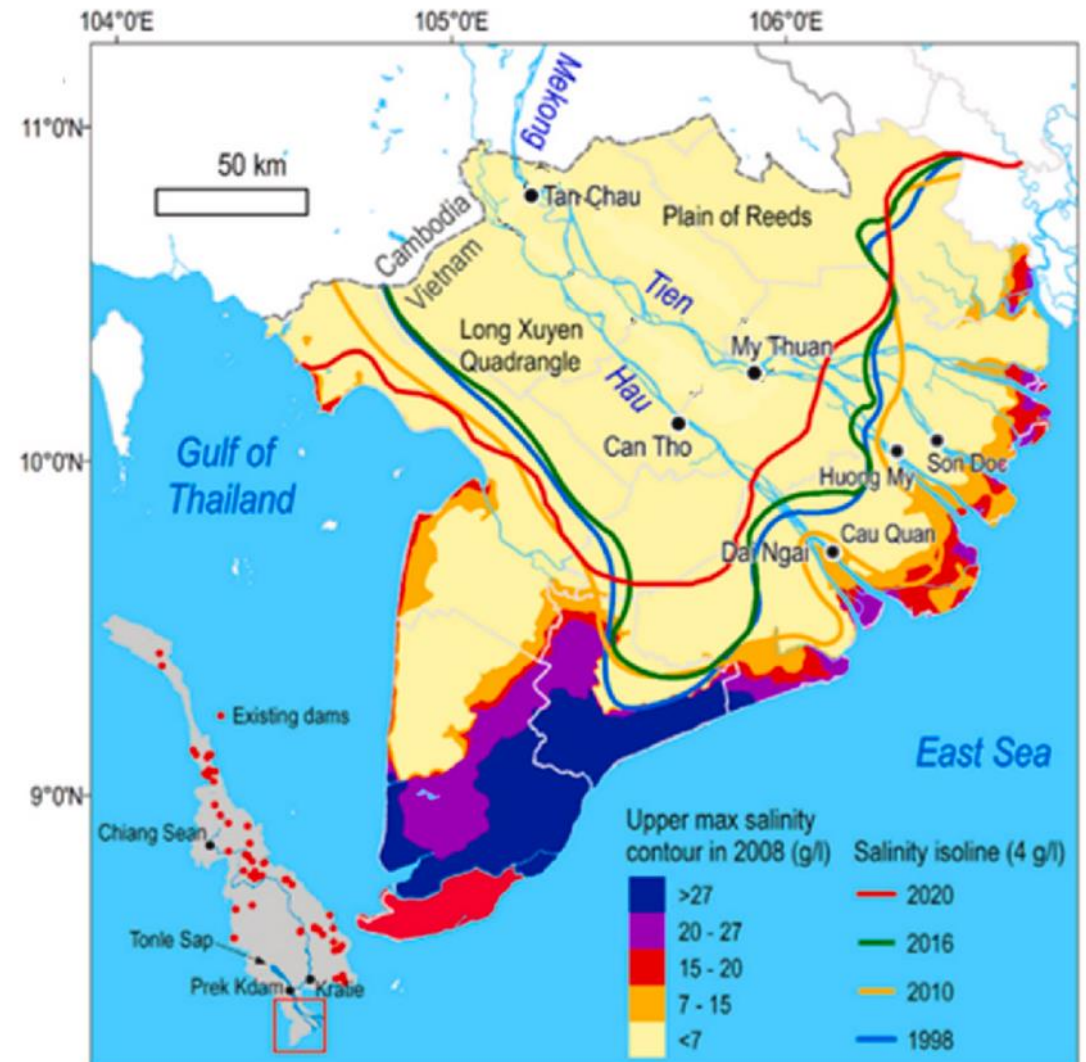 104°0'E 105°0'E 106°0'E
11°0'N
10°0'N
9°0'N
50 km
Mekong
Tan Chau
Plain of Reeds
Cambodia
Vietnam
Tien
Long Xuyen
Quadrangle
My Thuan
Hau
Can Tho
Gulf of
Thailand
Huong My
Son Doc
Dai Ngai
Cau Quan
East Sea
Existing dams
Chiang Sean
Tonle Sap
Prek Kdam
Kratie
Upper max salinity
contour in 2008 (g/l)
>27
20 - 27
15 - 20
7 - 15
<7
Salinity isoline (4 g/l)
2020
2016
2010
1998